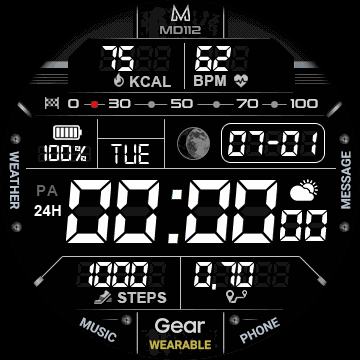 MD112
75 62
KCAL BPM
0 30 50 70 100
100% TUE 07-01
WEATHER
MESSAGE
PA
24H 00:00 00
1000 0.70
STEPS
MUSIC Gear PHONE
WEARABLE